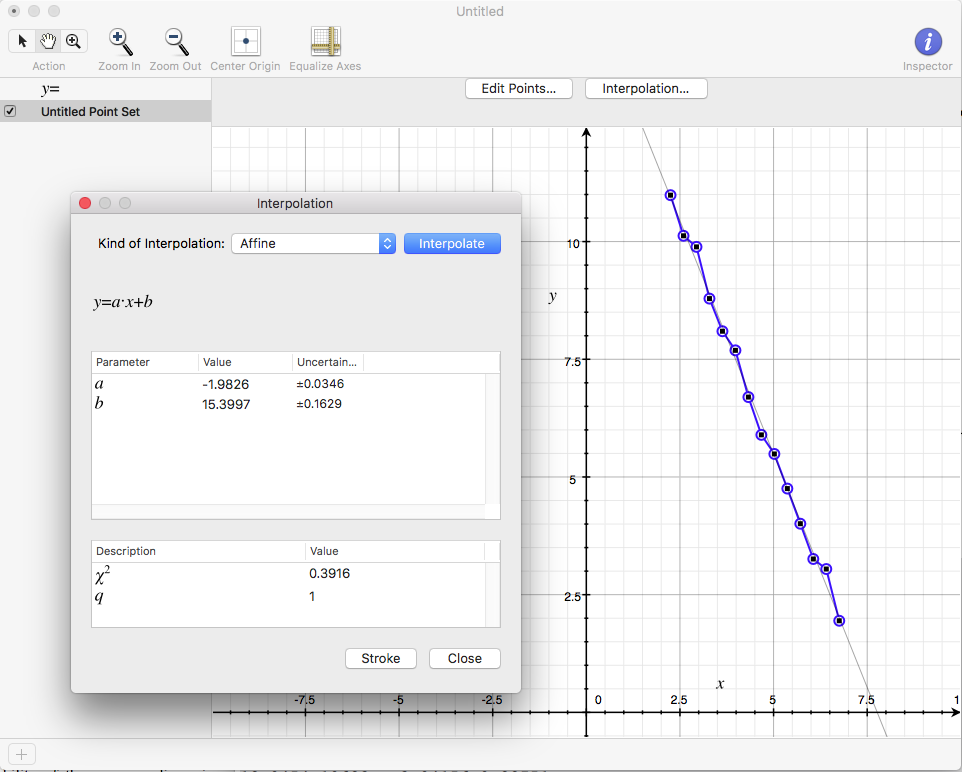 Untitled
Action
Zoom In
Zoom Out
Center Origin
Equalize Axes
Inspector
y=
Edit Points...
Interpolation...
Untitled Point Set
Interpolation
Kind of Interpolation: Affine
Interpolate
y=a·x+b
Parameter Value Uncertain...
a -1.9826 ±0.0346
b 15.3997 ±0.1629
Description Value
χ² 0.3916
q 1
Stroke
Close
10
y
7.5
5
2.5
x
-7.5 -5 -2.5 0 2.5 5 7.5 1